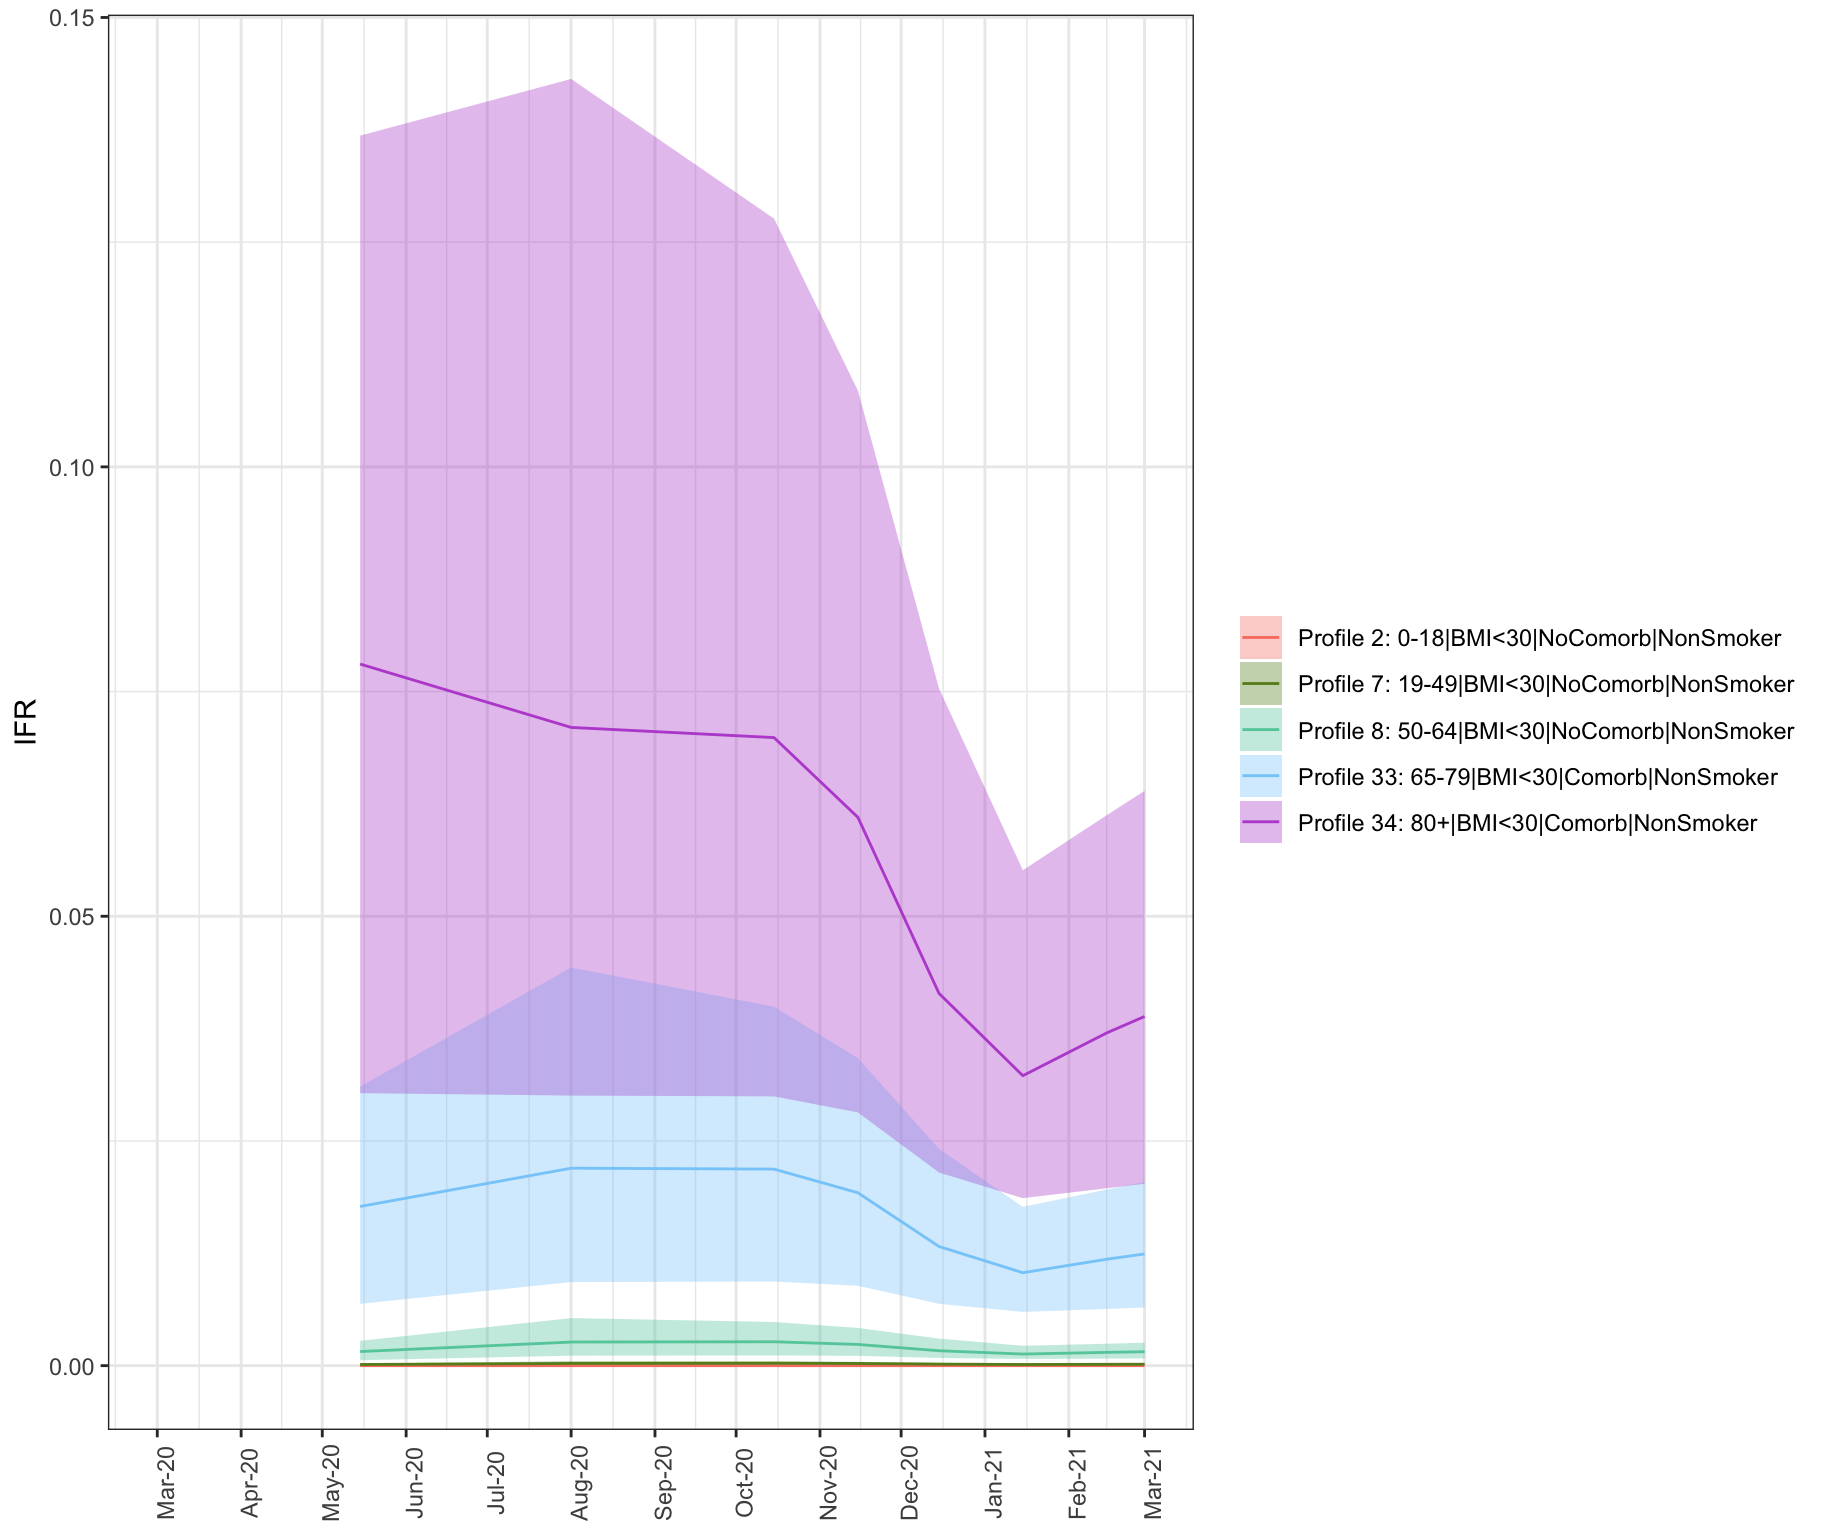 0.15
0.10
0.05
0.00
IFR
Mar-20
Apr-20
May-20
Jun-20
Jul-20
Aug-20
Sep-20
Oct-20
Nov-20
Dec-20
Jan-21
Feb-21
Mar-21
Profile 2: 0-18|BMI<30|NoComorb|NonSmoker
Profile 7: 19-49|BMI<30|NoComorb|NonSmoker
Profile 8: 50-64|BMI<30|NoComorb|NonSmoker
Profile 33: 65-79|BMI<30|Comorb|NonSmoker
Profile 34: 80+|BMI<30|Comorb|NonSmoker